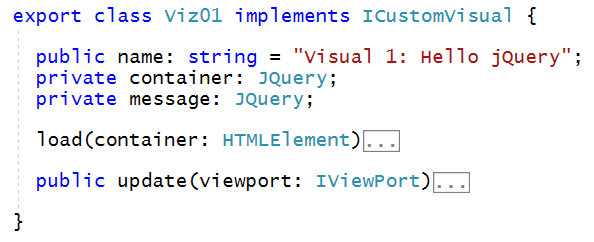 export class Viz01 implements ICustomVisual {
public name: string = "Visual 1: Hello jQuery";
private container: JQuery;
private message: JQuery;
load(container: HTMLElement)...
public update(viewport: IViewPort)...
}